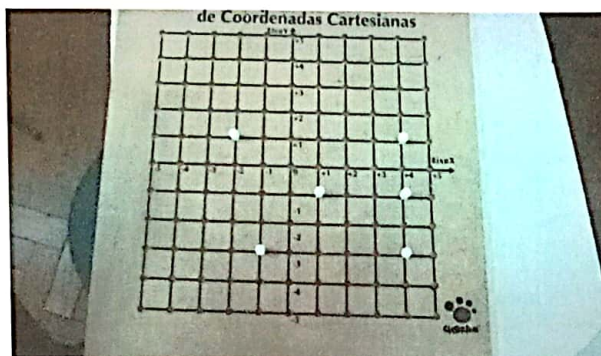 de Coordenadas Cartesianas
Eixo Y
+5
+4
+3
+2
+1
-5 -4 -3 -2 -1 0 +1 +2 +3 +4 +5
Eixo X
-1
-2
-3
-4
-5